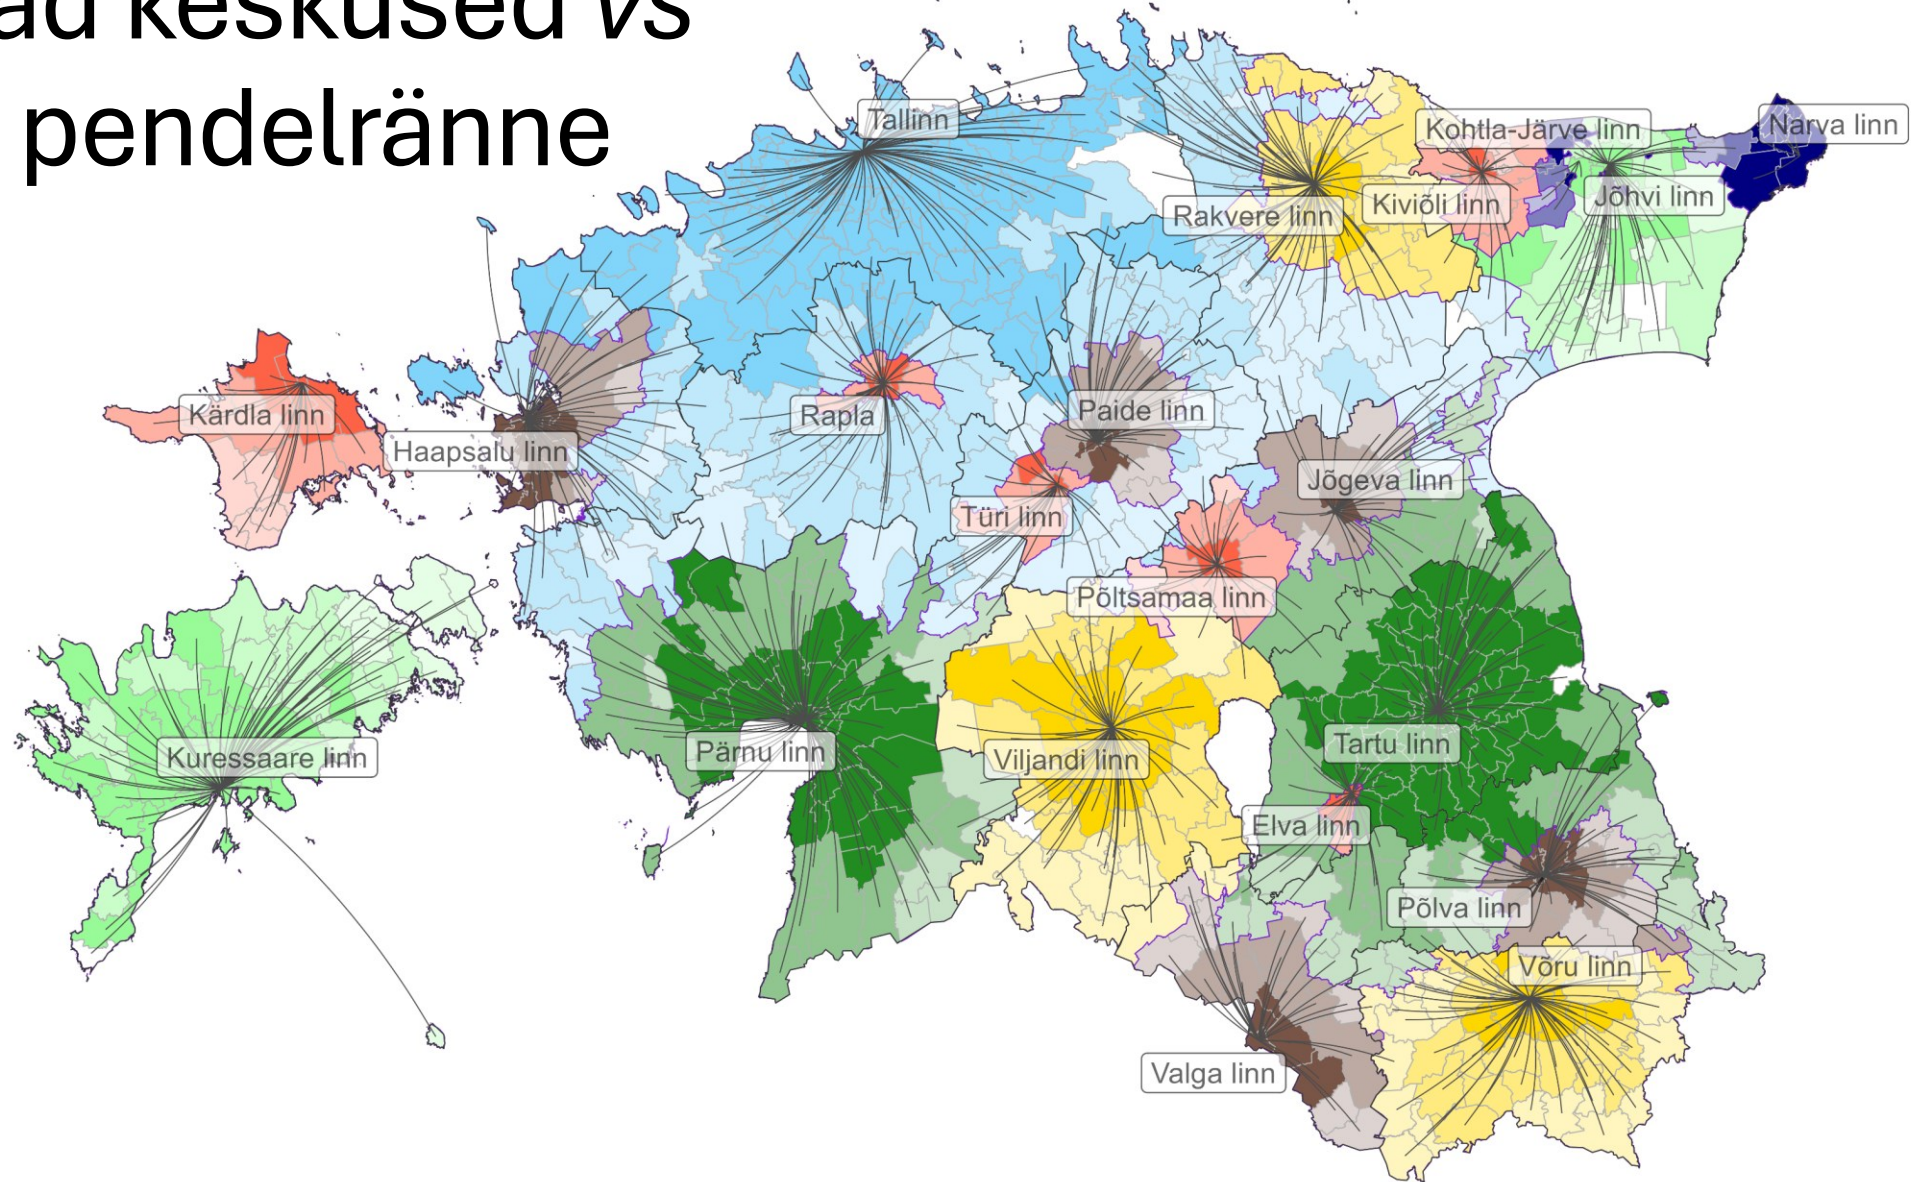 keskused vs
pendelränne
Tallinn
Kohtla-Järve linn
Narva linn
Rakvere linn
Kiviõli linn
Jõhvi linn
Kärdla linn
Haapsalu linn
Rapla
Paide linn
Jõgeva linn
Türi linn
Põltsamaa linn
Kuressaare linn
Pärnu linn
Viljandi linn
Tartu linn
Elva linn
Põlva linn
Võru linn
Valga linn